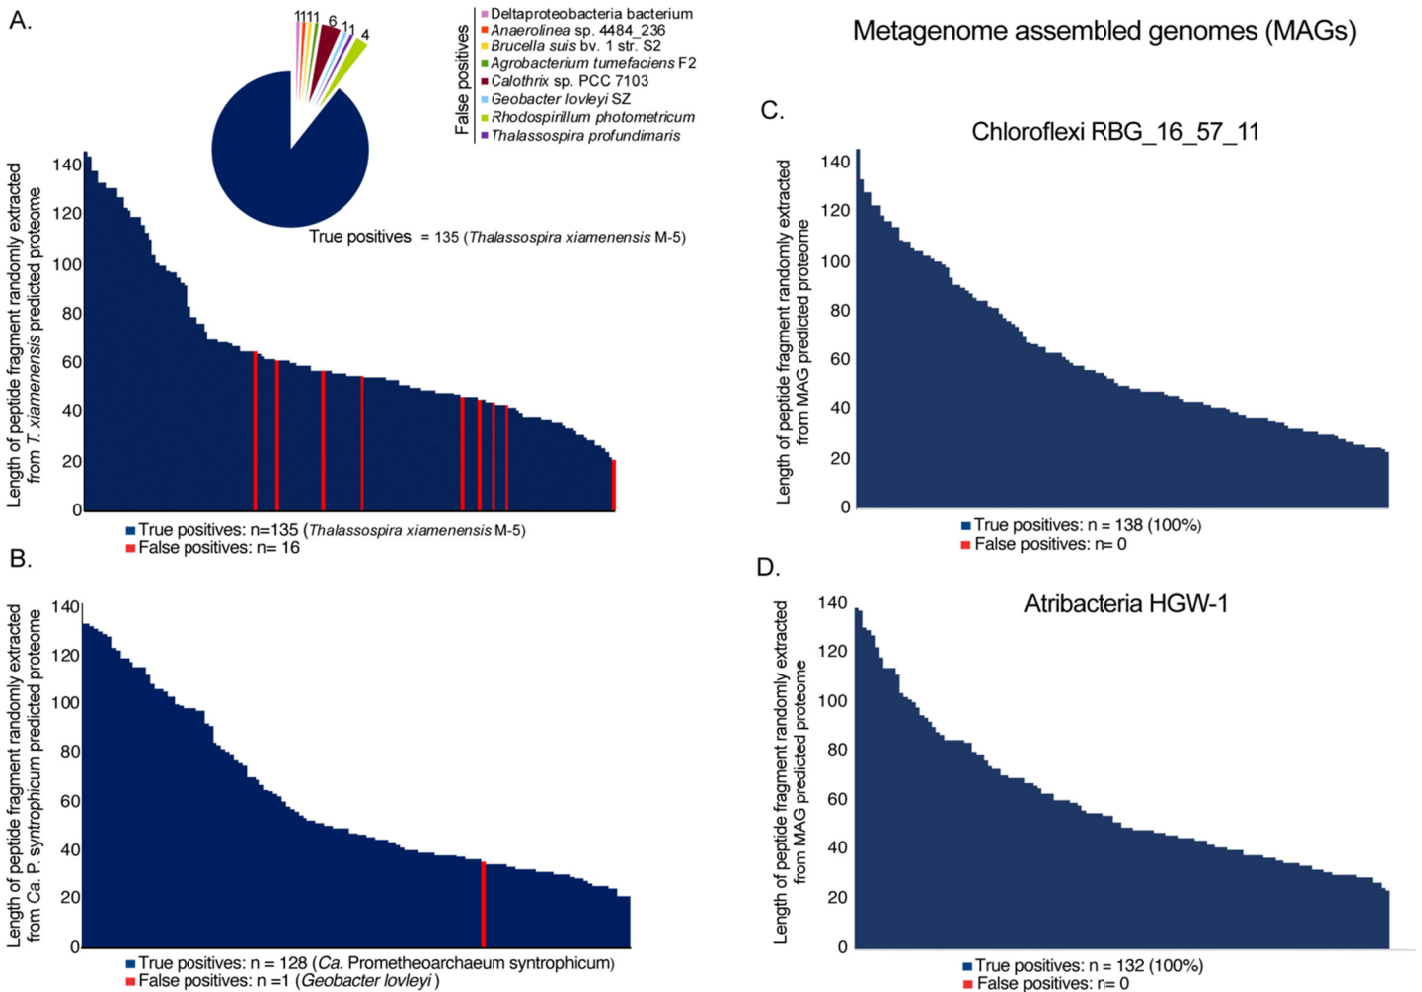 A.
1111 6 11 4
False positives
Deltaproteobacteria bacterium
Anaerolinea sp. 4484_236
Brucella suis bv. 1 str. S2
Agrobacterium tumefaciens F2
Calothrix sp. PCC 7103
Geobacter lovleyi SZ
Rhodospirillum photometricum
Thalassospira profundimaris
True positives = 135 (Thalassospira xiamenensis M-5)
Length of peptide fragment randomly extracted
from T. xiamenensis predicted proteome
140
120
100
80
60
40
20
0
True positives: n=135 (Thalassospira xiamenensis M-5)
False positives: n= 16
B.
Length of peptide fragment randomly extracted
from Ca. P. syntrophicum predicted proteome
140
120
100
80
60
40
20
0
True positives: n = 128 (Ca. Prometheoarchaeum syntrophicum)
False positives: n =1 (Geobacter lovleyi )
Metagenome assembled genomes (MAGs)
C.
Chloroflexi RBG_16_57_11
Length of peptide fragment randomly extracted
from MAG predicted proteome
140
120
100
80
60
40
20
0
True positives: n = 138 (100%)
False positives: n= 0
D.
Atribacteria HGW-1
Length of peptide fragment randomly extracted
from MAG predicted proteome
140
120
100
80
60
40
20
0
True positives: n = 132 (100%)
False positives: n= 0